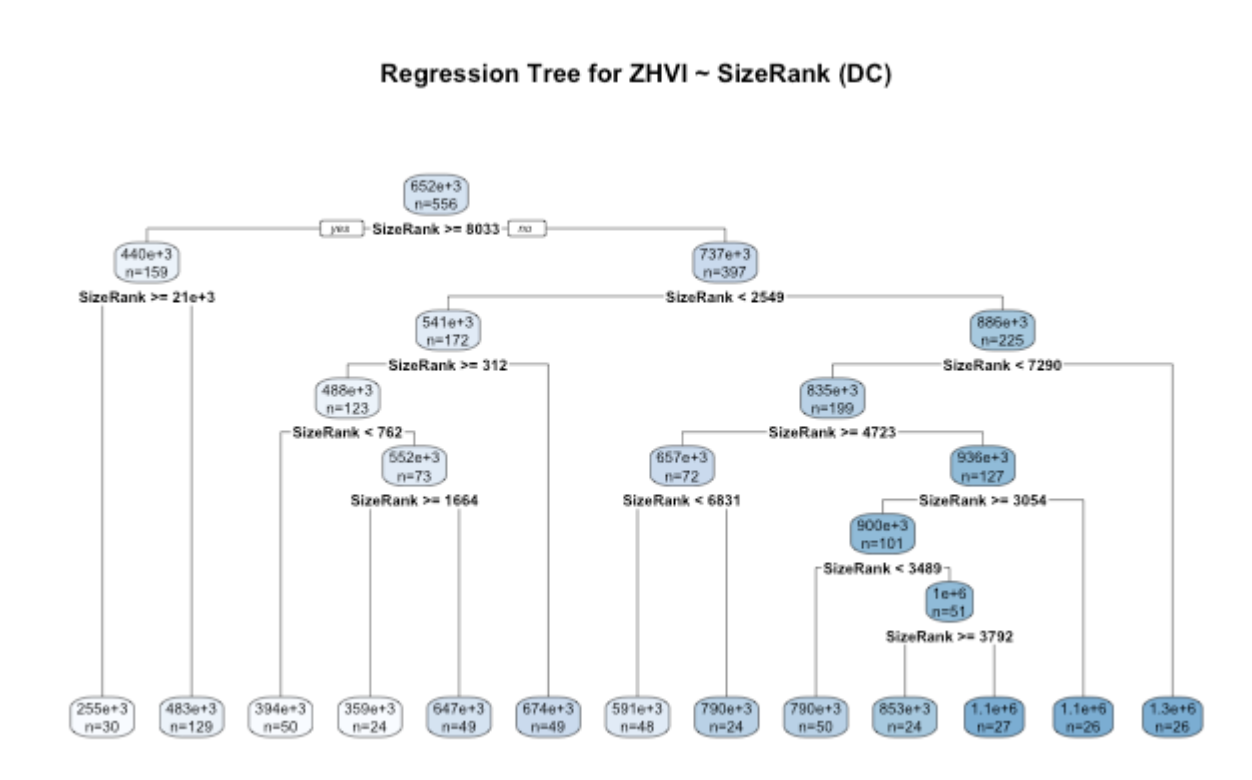 Regression Tree for ZHVI ~ SizeRank (DC)
652e+3
n=556
yes SizeRank >= 8033 no
440e+3
n=159
737e+3
n=397
SizeRank >= 21e+3
SizeRank < 2549
541e+3
n=172
886e+3
n=225
SizeRank >= 312
SizeRank < 7290
488e+3
n=123
835e+3
n=199
SizeRank < 762
SizeRank >= 4723
552e+3
n=73
657e+3
n=72
936e+3
n=127
SizeRank >= 1664
SizeRank < 6831
SizeRank >= 3054
900e+3
n=101
SizeRank < 3489
1e+6
n=51
SizeRank >= 3792
255e+3
n=30
483e+3
n=129
394e+3
n=50
359e+3
n=24
647e+3
n=49
674e+3
n=49
591e+3
n=48
790e+3
n=24
790e+3
n=50
853e+3
n=24
1.1e+6
n=27
1.1e+6
n=26
1.3e+6
n=26